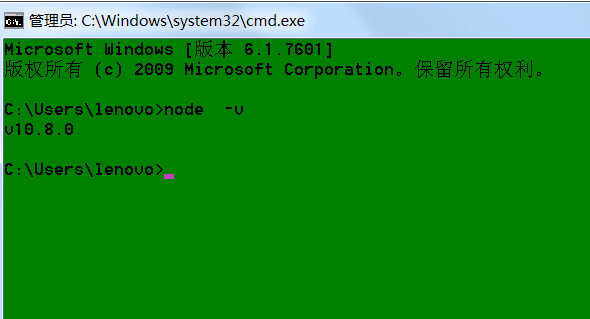 管理员: C:\Windows\system32\cmd.exe
Microsoft Windows [版本 6.1.7601]
版权所有 (c) 2009 Microsoft Corporation。保留所有权利。
C:\Users\lenovo>node  -v
v10.8.0
C:\Users\lenovo>